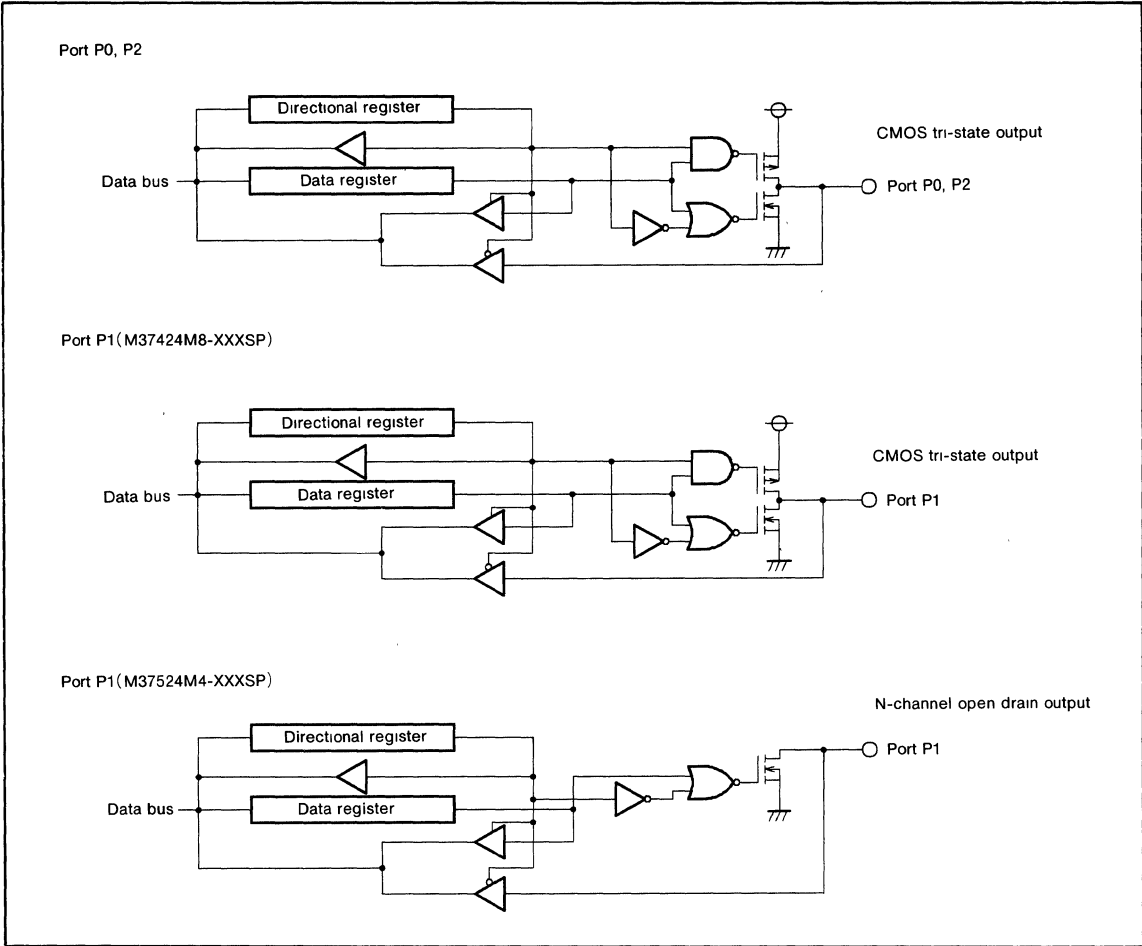 Port P0, P2
Directional register
CMOS tri-state output
Data bus
Data register
Port P0, P2
Port P1(M37424M8-XXXSP)
Directional register
CMOS tri-state output
Data bus
Data register
Port P1
Port P1(M37524M4-XXXSP)
N-channel open drain output
Directional register
Port P1
Data bus
Data register